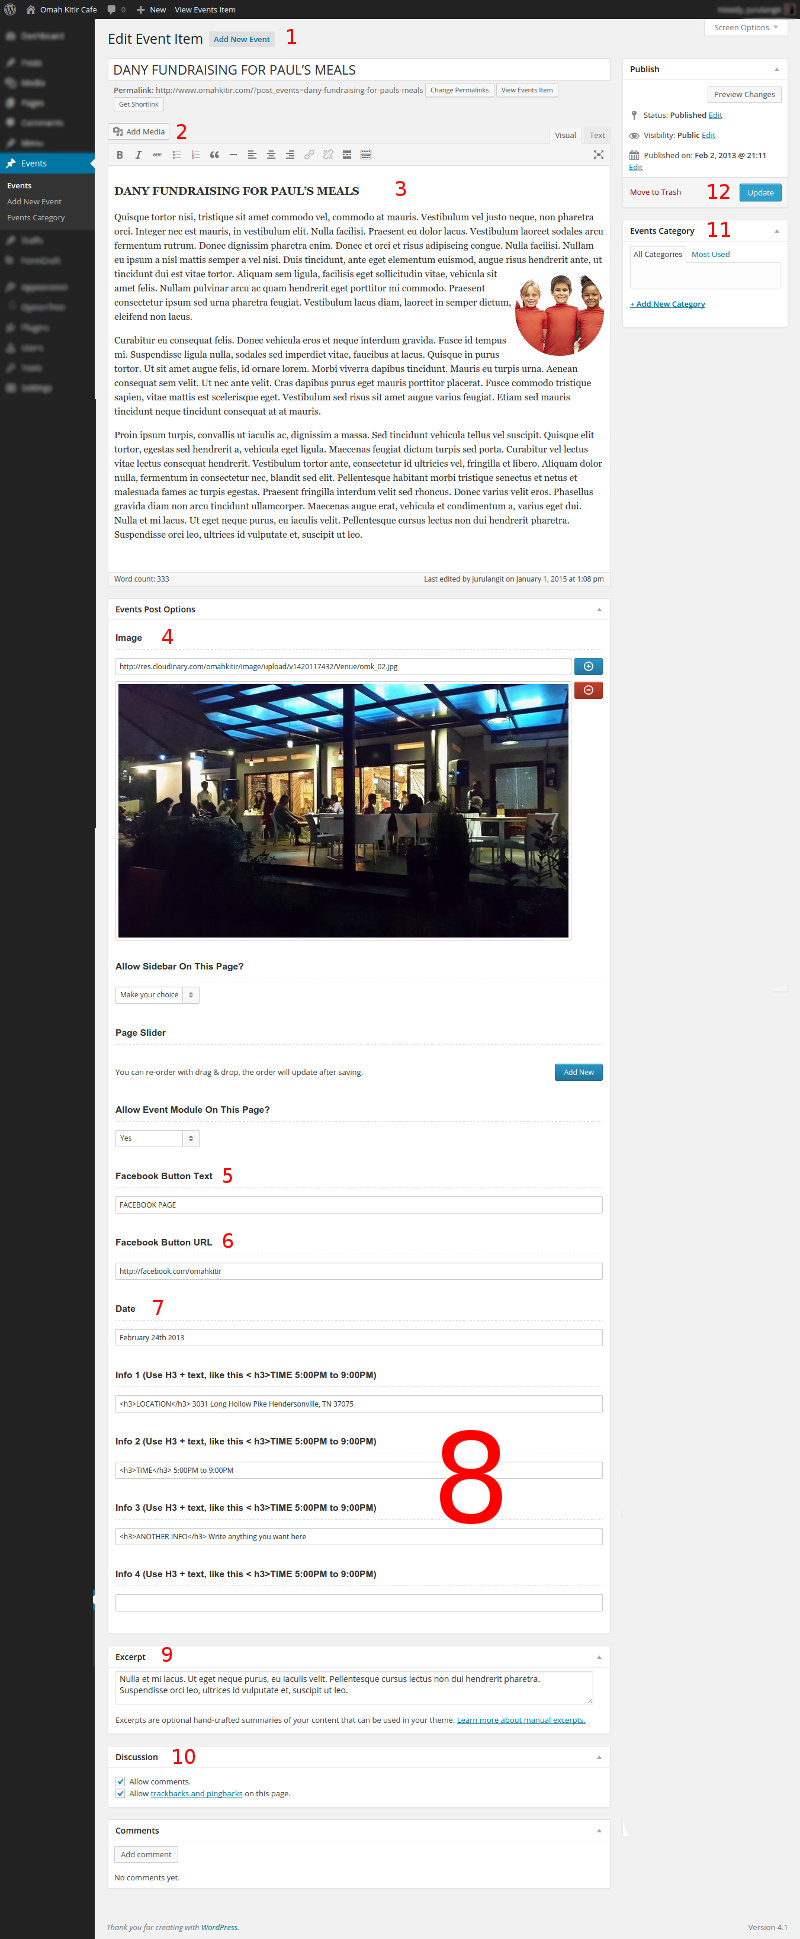 Omah Kitir Cafe 0 New View Events Item
Screen Options
Edit Event Item Add New Event 1
DANY FUNDRAISING FOR PAUL'S MEALS
Permalink: http://www.omahkitir.com/?post_events=dany-fundraising-for-pauls-meals Change Permalinks View Events Item
Get Shortlink
Add Media 2
Visual Text
B I ABC
DANY FUNDRAISING FOR PAUL'S MEALS 3
Quisque tortor nisi, tristique sit amet commodo vel, commodo at mauris. Vestibulum vel justo neque, non pharetra
orci. Integer nec est mauris, in vestibulum elit. Nulla facilisi. Praesent eu dolor lacus. Vestibulum laoreet sodales arcu
fermentum rutrum. Donec dignissim pharetra enim. Donec et orci et risus adipiscing congue. Nulla facilisi. Nullam
eu ipsum a nisl mattis semper a vel nisi. Duis tincidunt, ante eget elementum euismod, augue risus hendrerit ante, ut
tincidunt dui est vitae tortor. Aliquam sem ligula, facilisis eget sollicitudin vitae, vehicula sit
amet felis. Nullam pulvinar arcu ac quam hendrerit eget porttitor mi commodo. Praesent
consectetur ipsum sed urna pharetra feugiat. Vestibulum lacus diam, laoreet in semper dictum,
eleifend non lacus.
Curabitur eu consequat felis. Donec vehicula eros et neque interdum gravida. Fusce id tempus
mi. Suspendisse ligula nulla, sodales sed imperdiet vitae, faucibus at lacus. Quisque in purus
tortor. Ut sit amet augue felis, id ornare lorem. Morbi viverra dapibus tincidunt. Mauris eu turpis urna. Aenean
consequat sem velit. Ut nec ante velit. Cras dapibus purus eget mauris porttitor placerat. Fusce commodo tristique
sapien, vitae mattis est scelerisque eget. Vestibulum sed risus sit amet augue varius feugiat. Etiam sed mauris
tincidunt neque tincidunt consequat at at mauris.
Proin ipsum turpis, convallis ut iaculis ac, dignissim a massa. Sed tincidunt vehicula tellus vel suscipit. Quisque elit
tortor, egestas sed hendrerit a, vehicula eget ligula. Maecenas feugiat dictum turpis sed porta. Curabitur vel lectus
vitae lectus consequat hendrerit. Vestibulum tortor ante, consectetur id ultricies vel, fringilla et libero. Aliquam dolor
nulla, fermentum in consectetur nec, blandit sed elit. Pellentesque habitant morbi tristique senectus et netus et
malesuada fames ac turpis egestas. Praesent fringilla interdum velit sed rhoncus. Donec varius velit eros. Phasellus
gravida diam non arcu tincidunt ullamcorper. Maecenas augue erat, vehicula et condimentum a, varius eget dui.
Nulla et mi lacus. Ut eget neque purus, eu iaculis velit. Pellentesque cursus lectus non dui hendrerit pharetra.
Suspendisse orci leo, ultrices id vulputate et, suscipit ut leo.
Word count: 333 Last edited by jurulangit on January 1, 2015 at 1:08 pm
Events Post Options
Image 4
http://res.cloudinary.com/omahkitir/image/upload/v1420117432/Venue/omk_02.jpg
Allow Sidebar On This Page?
Make your choice
Page Slider
You can re-order with drag & drop, the order will update after saving. Add New
Allow Event Module On This Page?
Yes
Facebook Button Text 5
FACEBOOK PAGE
Facebook Button URL 6
http://facebook.com/omahkitir
Date 7
February 24th 2013
Info 1 (Use H3 + text, like this < h3>TIME 5:00PM to 9:00PM)
<h3>LOCATION</h3> 3031 Long Hollow Pike Hendersonville, TN 37075
Info 2 (Use H3 + text, like this < h3>TIME 5:00PM to 9:00PM)
<h3>TIME</h3> 5:00PM to 9:00PM
8
Info 3 (Use H3 + text, like this < h3>TIME 5:00PM to 9:00PM)
<h3>ANOTHER INFO</h3> Write anything you want here
Info 4 (Use H3 + text, like this < h3>TIME 5:00PM to 9:00PM)
Excerpt 9
Nulla et mi lacus. Ut eget neque purus, eu iaculis velit. Pellentesque cursus lectus non dui hendrerit pharetra.
Suspendisse orci leo, ultrices id vulputate et, suscipit ut leo.
Excerpts are optional hand-crafted summaries of your content that can be used in your theme. Learn more about manual excerpts.
Discussion 10
Allow comments.
Allow trackbacks and pingbacks on this page.
Comments
Add comment
No comments yet.
Thank you for creating with WordPress.
Version 4.1
Events
Events
Add New Event
Events Category
Publish
Preview Changes
Status: Published Edit
Visibility: Public Edit
Published on: Feb 2, 2013 @ 21:11
Edit
Move to Trash 12 Update
Events Category 11
All Categories Most Used
+ Add New Category